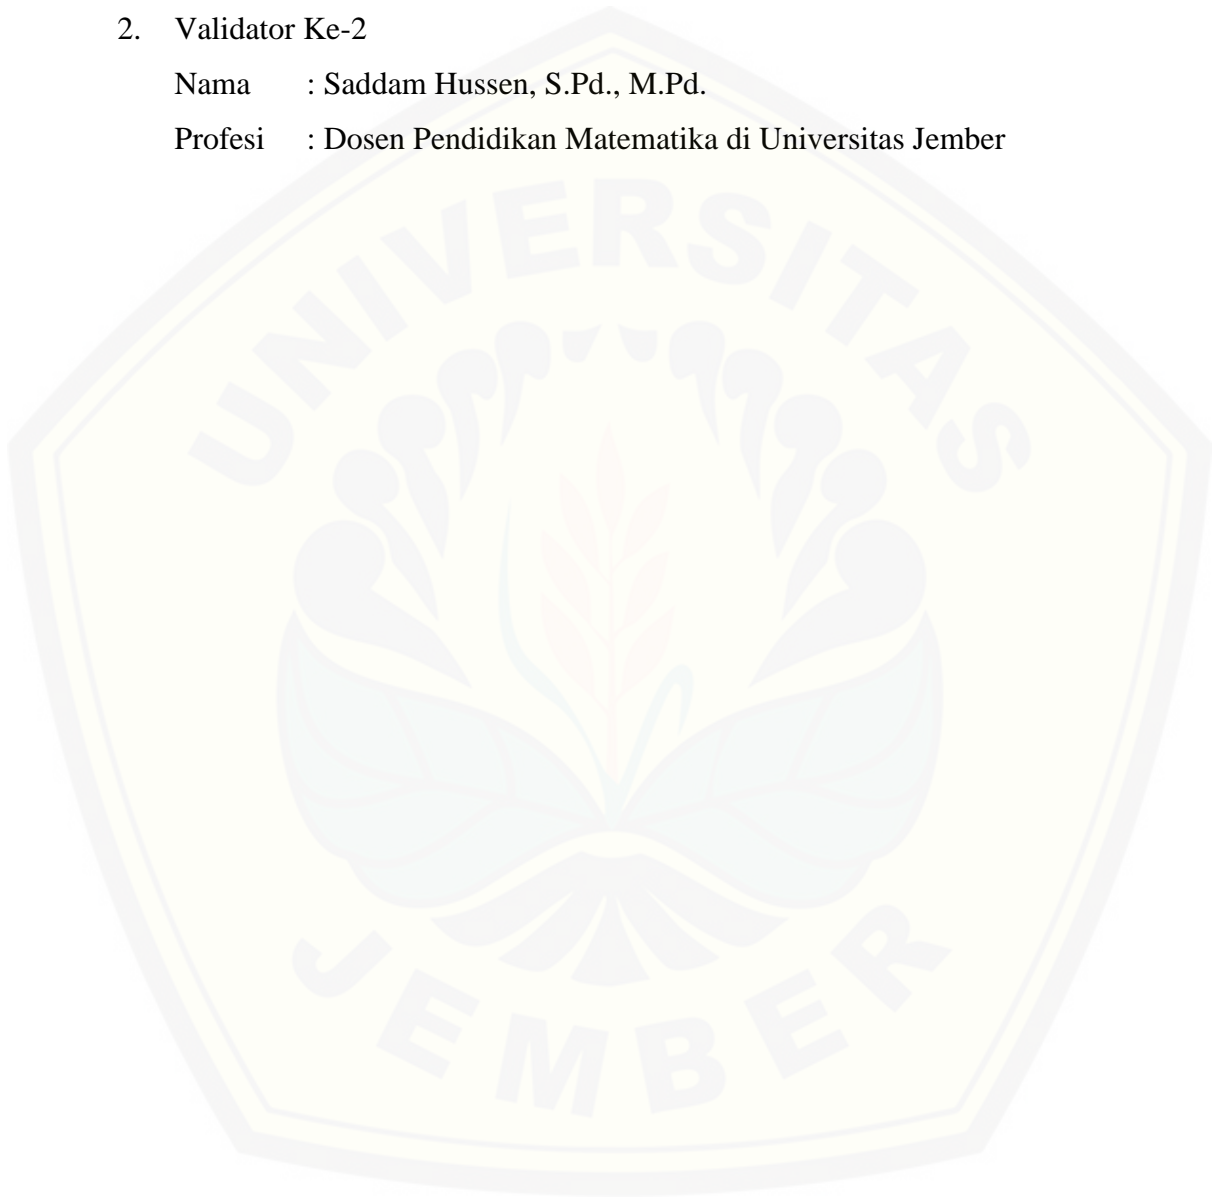 2. Validator Ke-2
Nama : Saddam Hussen, S.Pd., M.Pd.
Profesi : Dosen Pendidikan Matematika di Universitas Jember
UNIVERSITAS
JEMBER